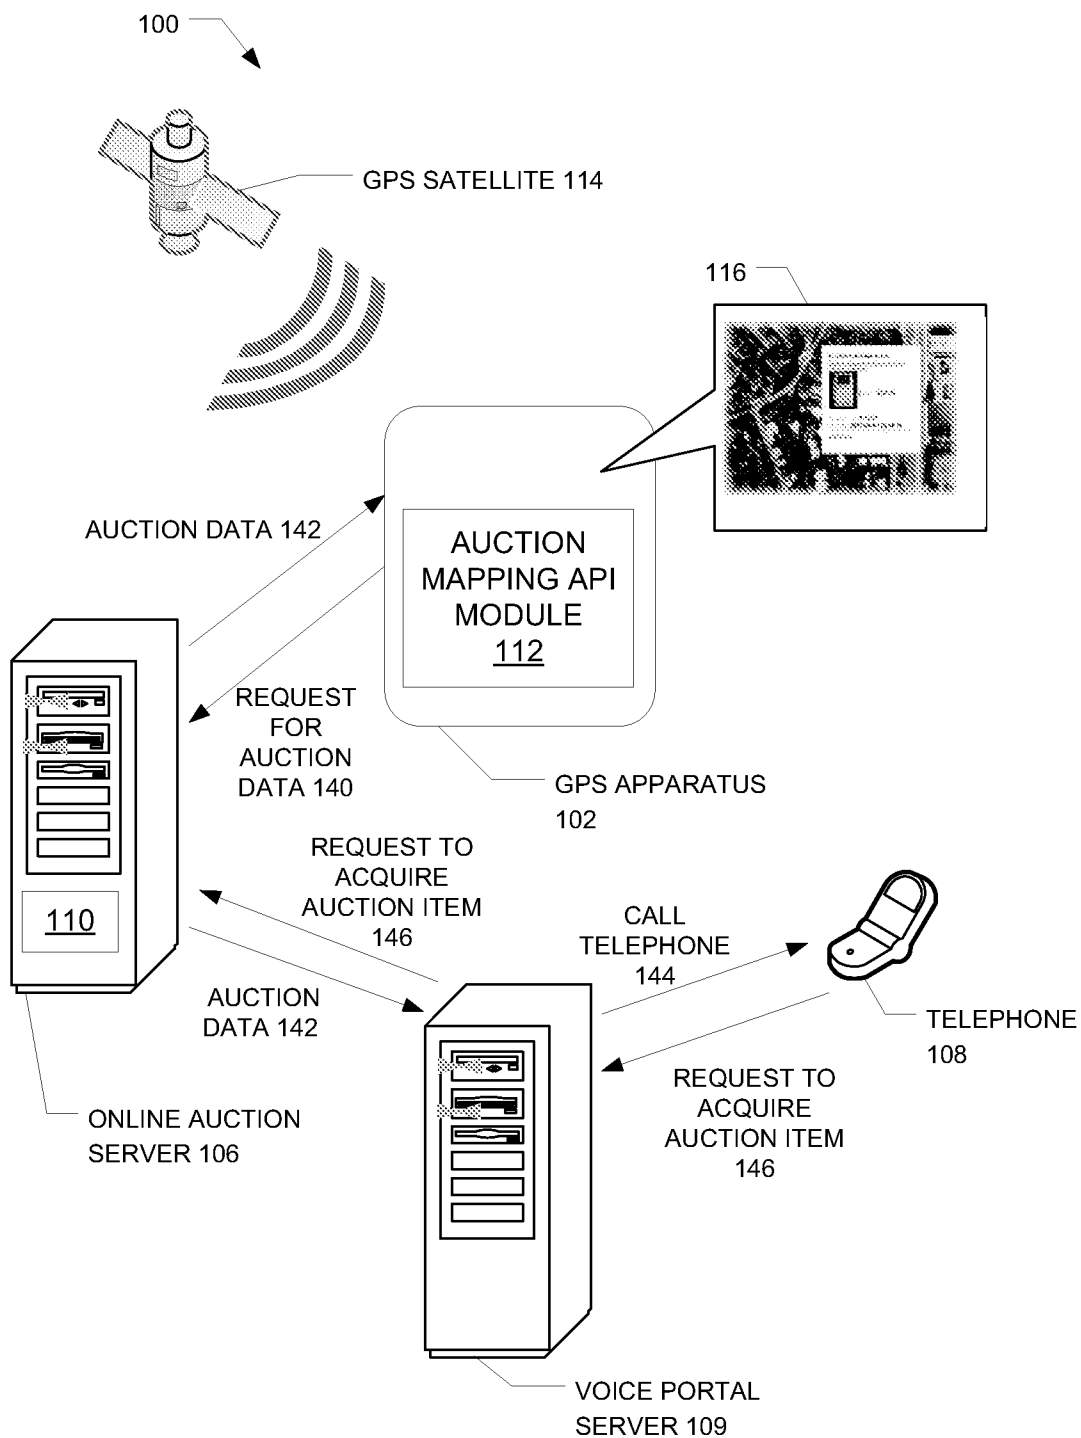 100
GPS SATELLITE 114
116
AUCTION DATA 142
AUCTION
MAPPING API
MODULE
112
REQUEST
FOR
AUCTION
DATA 140
GPS APPARATUS
102
REQUEST TO
ACQUIRE
AUCTION ITEM
146
110
CALL
TELEPHONE
144
AUCTION
DATA 142
TELEPHONE
108
REQUEST TO
ACQUIRE
AUCTION ITEM
146
ONLINE AUCTION
SERVER 106
VOICE PORTAL
SERVER 109